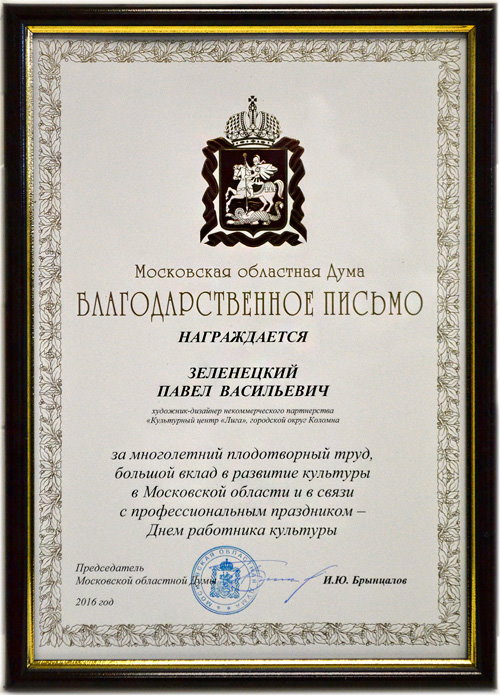 Московская областная Дума
БЛАГОДАРСТВЕННОЕ ПИСЬМО
НАГРАЖДАЕТСЯ
ЗЕЛЕНЕЦКИЙ
ПАВЕЛ ВАСИЛЬЕВИЧ
художник-дизайнер некоммерческого партнерства
«Культурный центр «Лига», городской округ Коломна
за многолетний плодотворный труд,
большой вклад в развитие культуры
в Московской области и в связи
с профессиональным праздником –
Днем работника культуры
Председатель
Московской областной Думы
И.Ю. Брынцалов
2016 год
МОСКОВСКАЯ ОБЛАСТНАЯ ДУМА